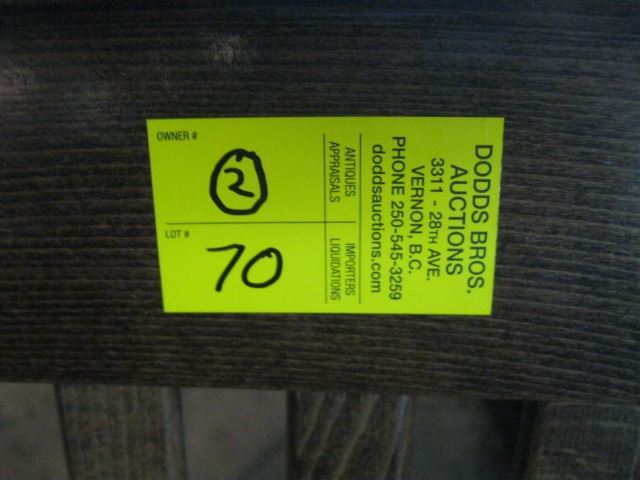 DODDS BROS.
AUCTIONS
3311 - 28TH AVE.
VERNON, B.C.
PHONE 250-545-3259
doddsauctions.com
ANTIQUES
APPRAISALS
IMPORTERS
LIQUIDATIONS
OWNER #
2
LOT #
70